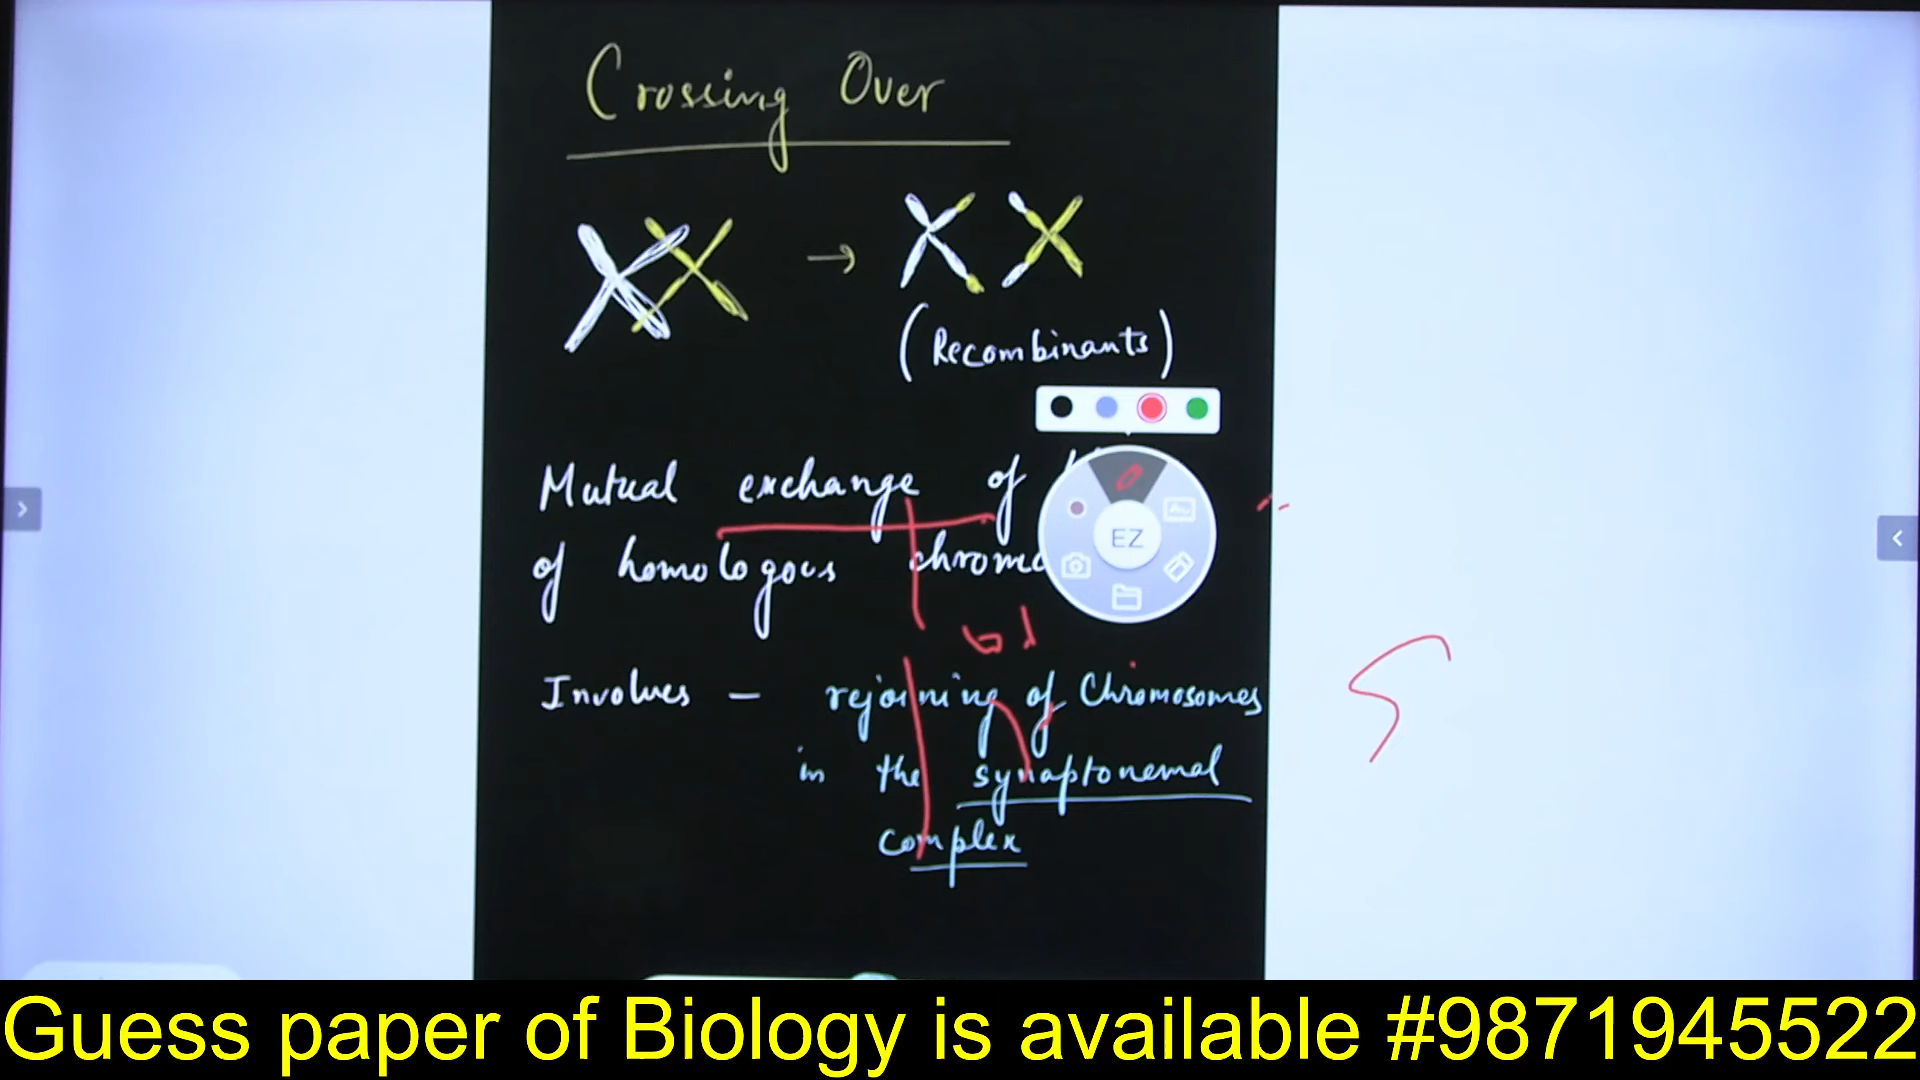 Crossing Over
(Recombinants)
Mutual exchange of
of homologous chromo
EZ
Involves - rejoining of Chromosomes
in the synaptonemal
complex
Guess paper of Biology is available #9871945522